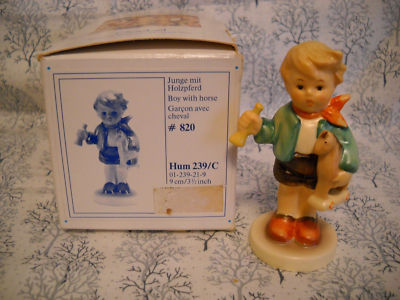 Junge mit
Holzpferd
Boy with horse
Garçon avec
cheval
# 820
Hum 239/C
01-239-21-9
9 cm/3½ inch